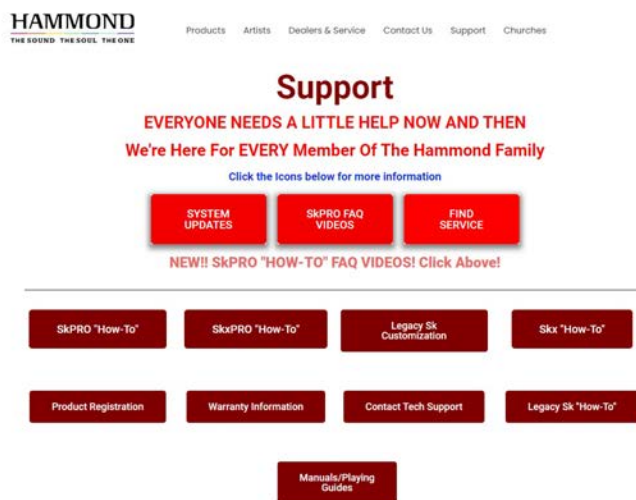 HAMMOND
THE SOUND THE SOUL THE ONE
Products Artists Dealers & Service Contact Us Support Churches
Support
EVERYONE NEEDS A LITTLE HELP NOW AND THEN
We're Here For EVERY Member Of The Hammond Family
Click the Icons below for more information
SYSTEM
UPDATES
SkPRO FAQ
VIDEOS
FIND
SERVICE
NEW!! SkPRO "HOW-TO" FAQ VIDEOS! Click Above!
SkPRO "How-To"
SkxPRO "How-To"
Legacy Sk
Customization
Skx "How-To"
Product Registration
Warranty Information
Contact Tech Support
Legacy Sk "How-To"
Manuals/Playing
Guides